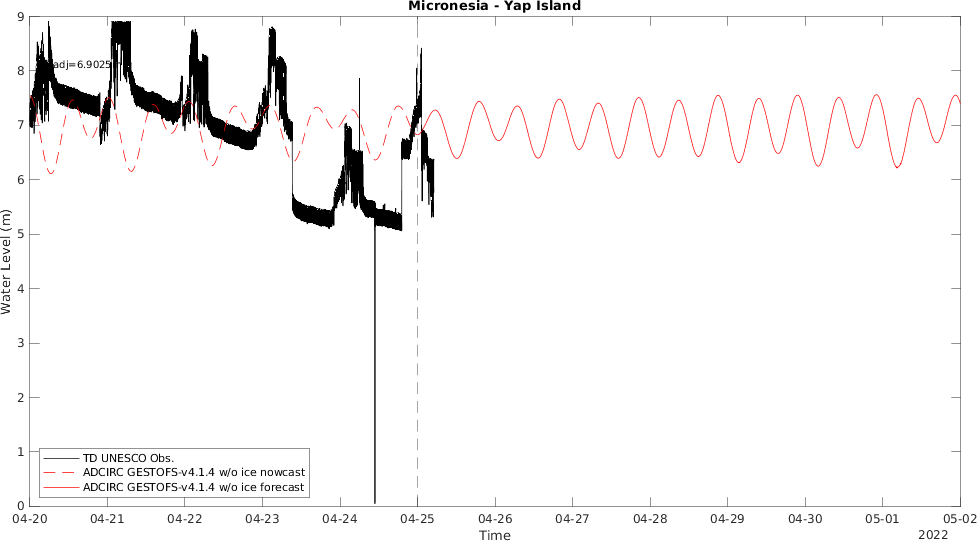 Micronesia - Yap Island
adj=6.9025
Water Level (m)
9
8
7
6
5
4
3
2
1
0
TD UNESCO Obs.
ADCIRC GESTOFS-v4.1.4 w/o ice nowcast
ADCIRC GESTOFS-v4.1.4 w/o ice forecast
04-20 04-21 04-22 04-23 04-24 04-25 04-26 04-27 04-28 04-29 04-30 05-01 05-02
Time
2022